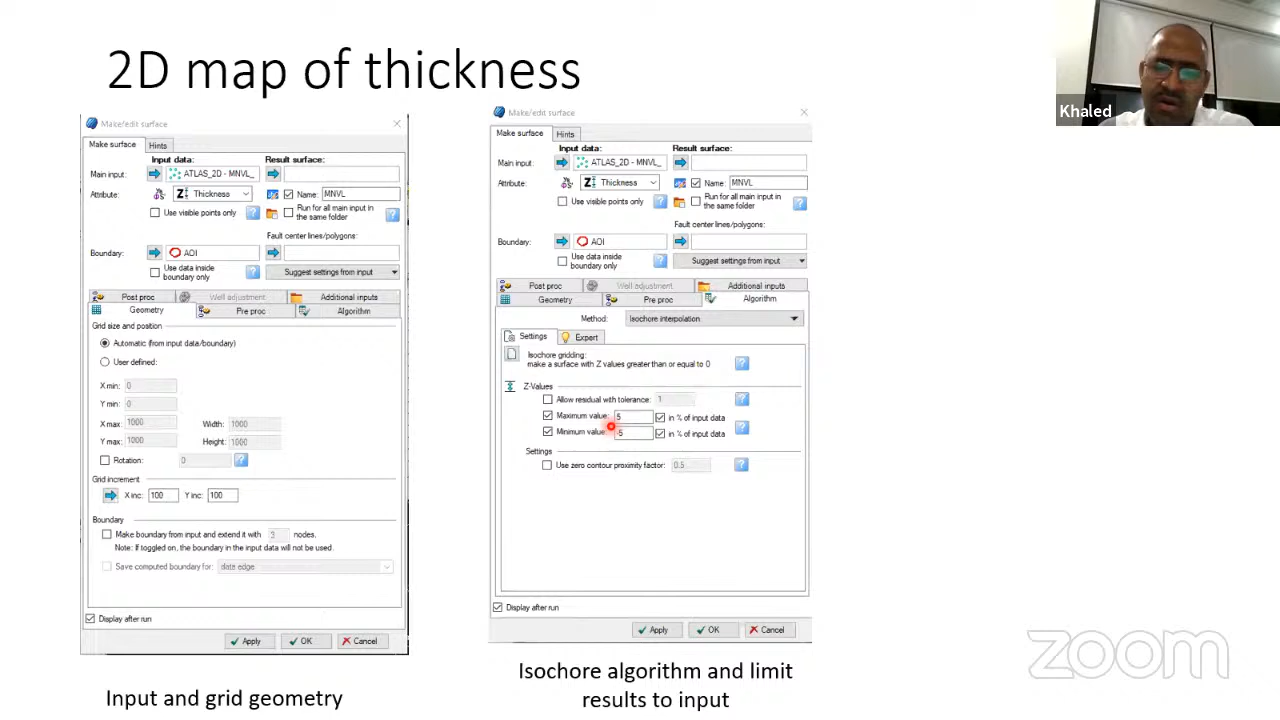 2D map of thickness
Khaled
Make/edit surface
Make surface
Hints
Input data:
Result surface:
Main input:
ATLAS_2D - MNVL_
Attribute:
Thickness
Name:
MNVL
Use visible points only
Run for all main input in
the same folder
Fault center lines/polygons:
Boundary:
AOI
Use data inside
boundary only
Suggest settings from input
Post proc
Well adjustment
Additional inputs
Geometry
Pre proc
Algorithm
Grid size and position
Automatic (from input data/boundary)
User defined:
X min:
0
Y min:
0
X max:
1000
Width:
1000
Y max:
1000
Height:
1000
Rotation:
0
Grid increment
X inc:
100
Y inc:
100
Boundary
Make boundary from input and extend it with
nodes.
Note: If toggled on, the boundary in the input data will not be used.
Save computed boundary for:
data edge
Display after run
Apply
OK
Cancel
Input and grid geometry
Make/edit surface
Make surface
Hints
Input data:
Result surface:
Main input:
ATLAS_2D - MNVL_
Attribute:
Thickness
Name:
MNVL
Use visible points only
Run for all main input in
the same folder
Fault center lines/polygons:
Boundary:
AOI
Use data inside
boundary only
Suggest settings from input
Post proc
Well adjustment
Additional inputs
Geometry
Pre proc
Algorithm
Method:
Isochore interpolation
Settings
Expert
Isochore gridding:
make a surface with Z values greater than or equal to 0
Z-Values
Allow residual with tolerance:
1
Maximum value:
5
in % of input data
Minimum value:
-5
in % of input data
Settings
Use zero contour proximity factor:
0.5
Display after run
Apply
OK
Cancel
Isochore algorithm and limit
results to input
zoom